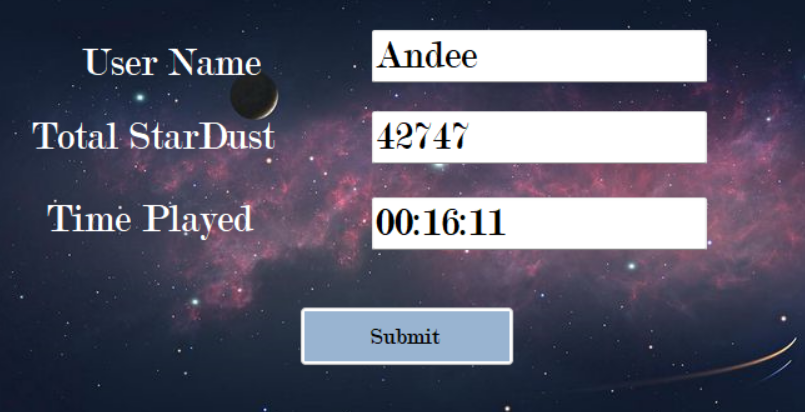 User Name Andee
Total StarDust 42747
Time Played 00:16:11
Submit